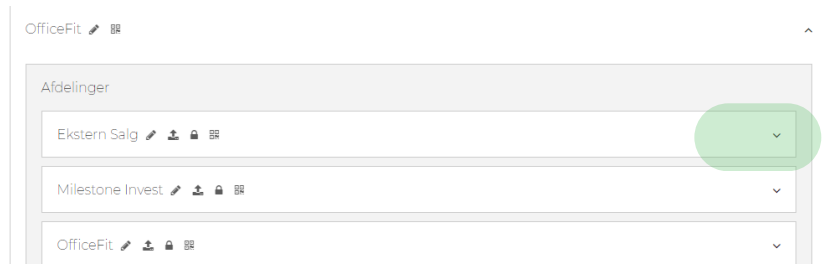 OfficeFit
Afdelinger
Ekstern Salg
Milestone Invest
OfficeFit